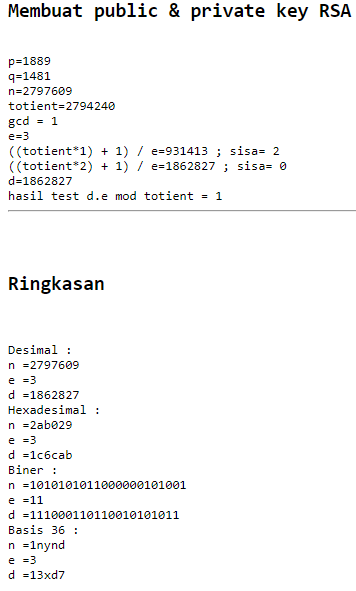 Membuat public & private key RSA
p=1889
q=1481
n=2797609
totient=2794240
gcd = 1
e=3
((totient*1) + 1) / e=931413 ; sisa= 2
((totient*2) + 1) / e=1862827 ; sisa= 0
d=1862827
hasil test d.e mod totient = 1
Ringkasan
Desimal :
n =2797609
e =3
d =1862827
Hexadesimal :
n =2ab029
e =3
d =1c6cab
Biner :
n =1010101011000000101001
e =11
d =111000110110010101011
Basis 36 :
n =1nynd
e =3
d =13xd7